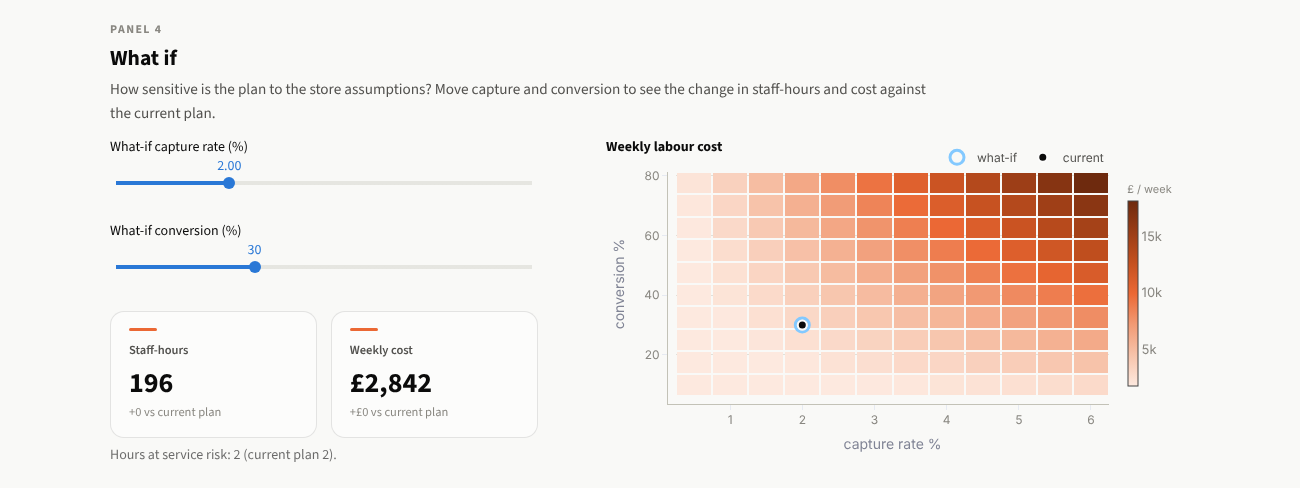 PANEL 4
What if
How sensitive is the plan to the store assumptions? Move capture and conversion to see the change in staff-hours and cost against
the current plan.
What-if capture rate (%)
2.00
What-if conversion (%)
30
Staff-hours
196
+0 vs current plan
Weekly cost
£2,842
+£0 vs current plan
Hours at service risk: 2 (current plan 2).
Weekly labour cost
what-if
current
80
60
40
20
conversion %
1 2 3 4 5 6
capture rate %
£ / week
15k
10k
5k